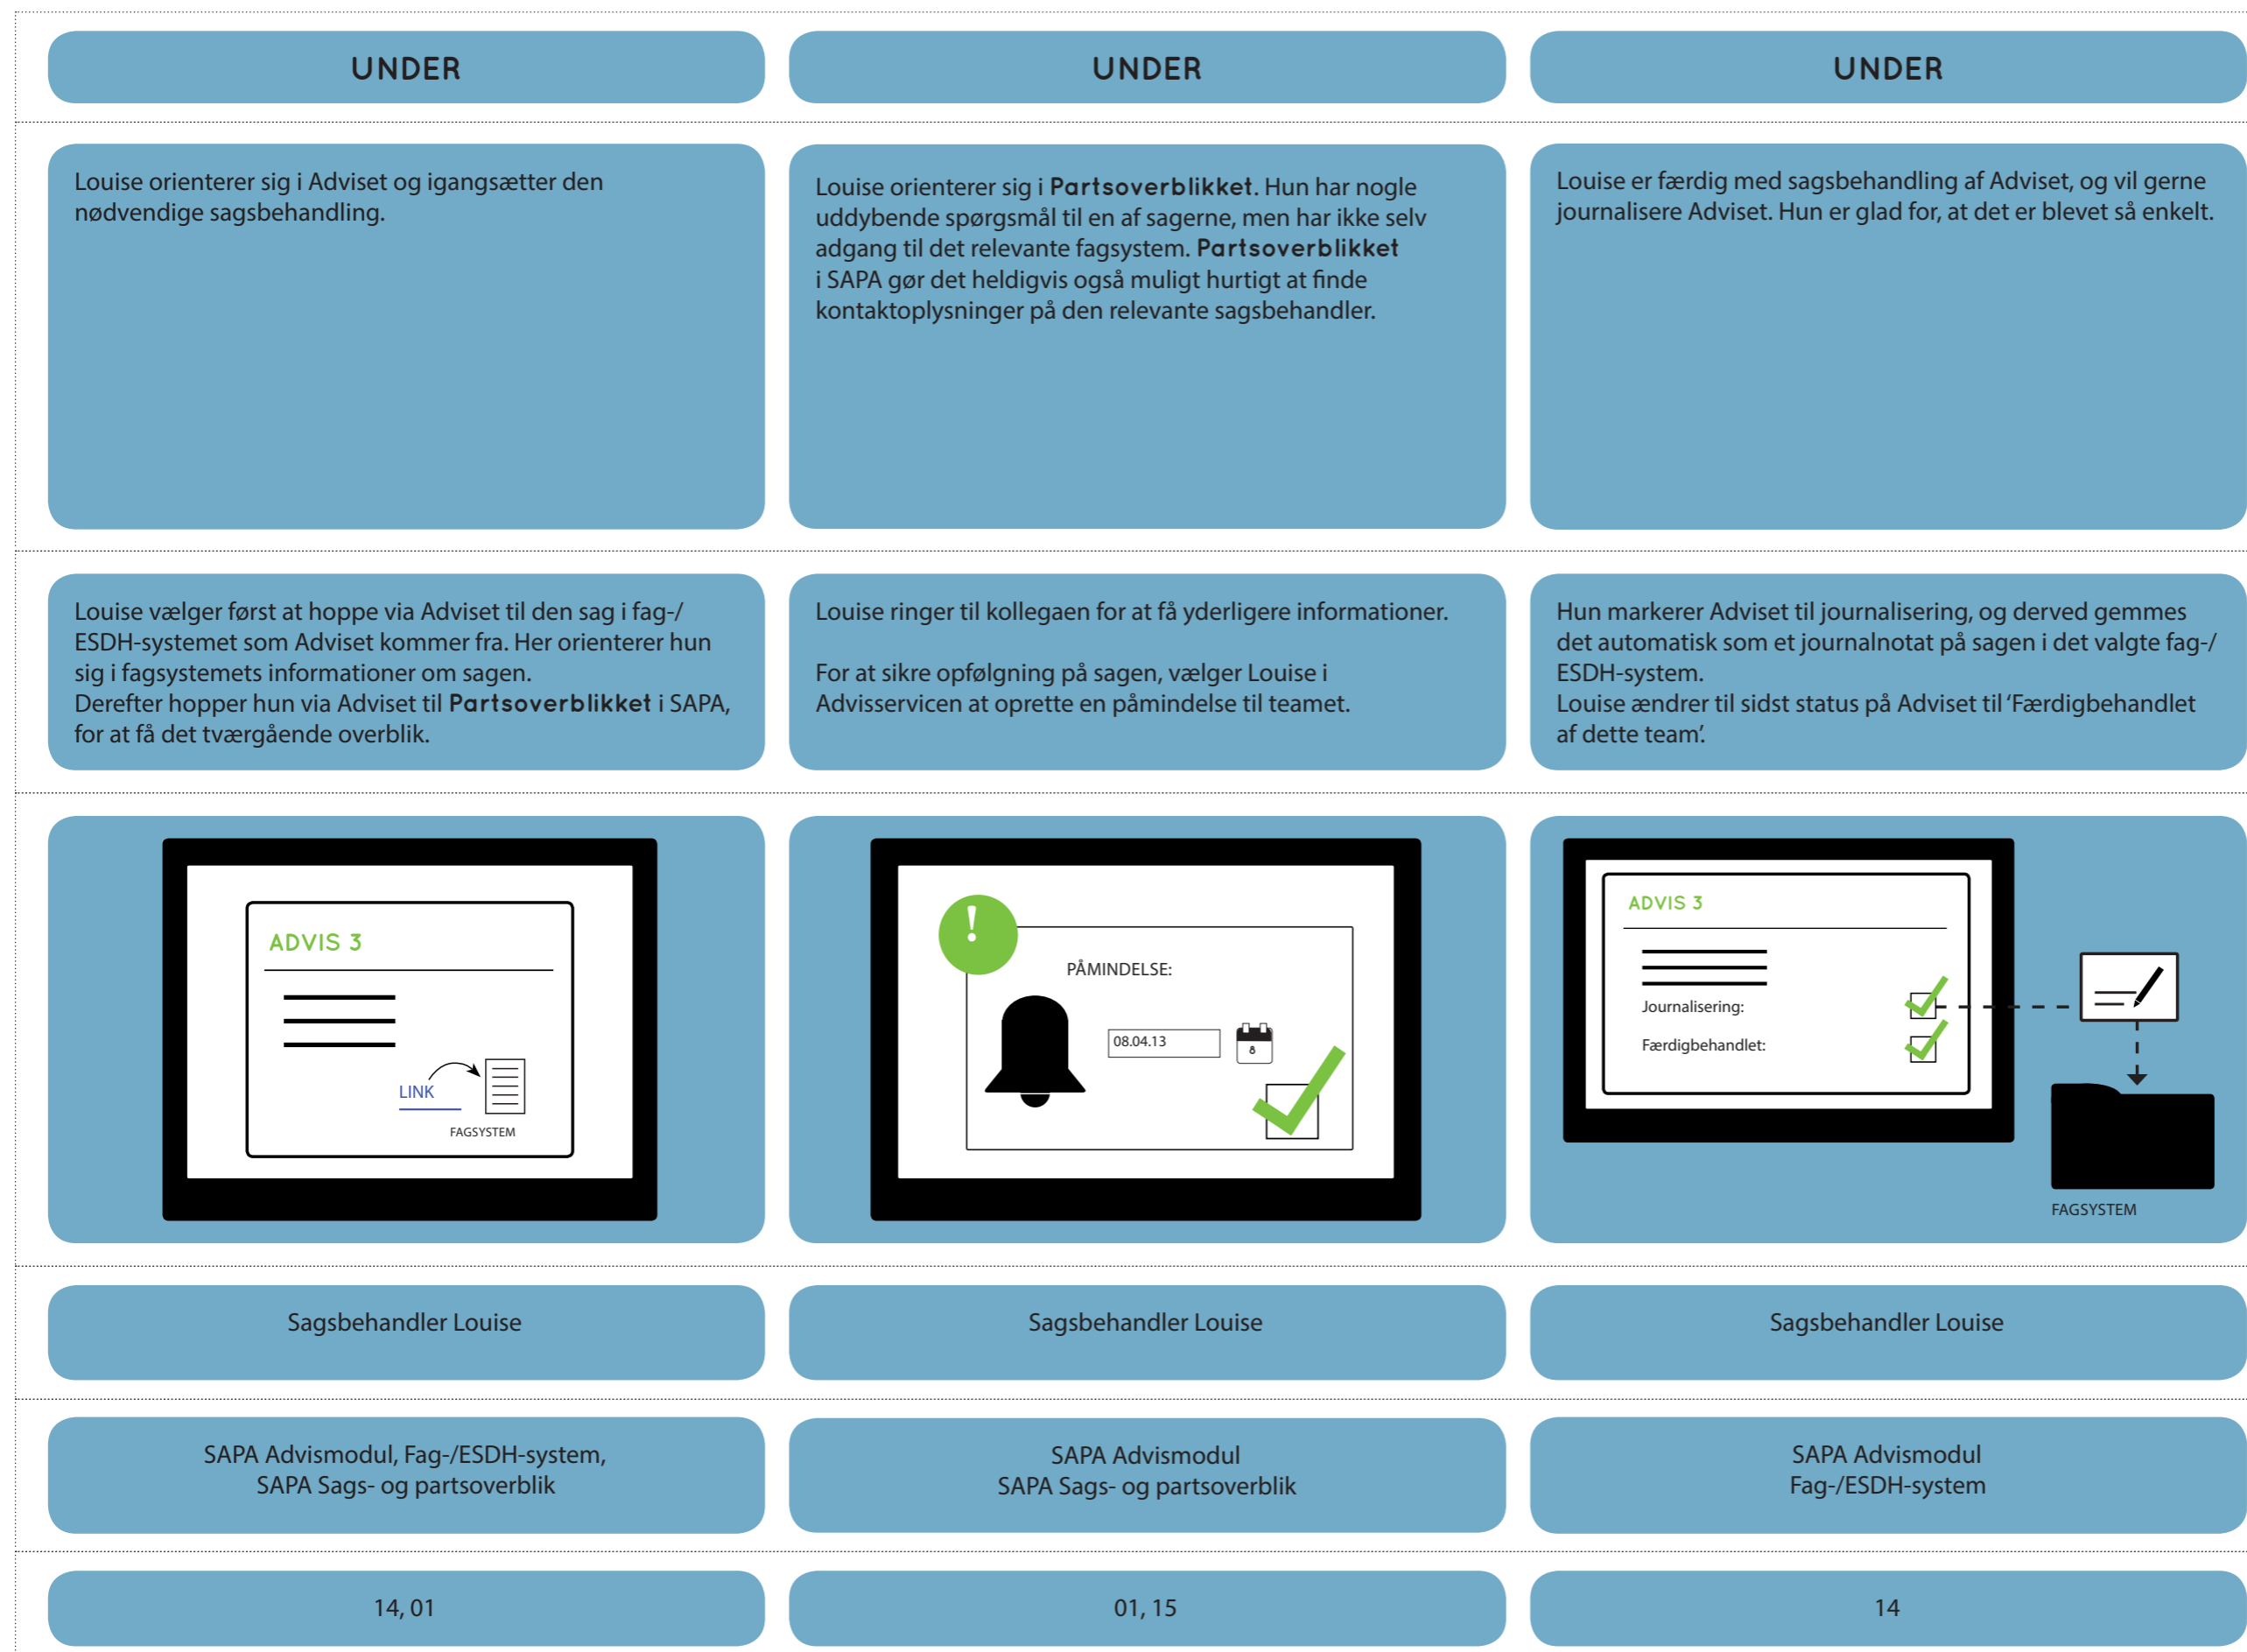 UNDER
UNDER
UNDER
Louise orienterer sig i Adviset og igangsætter den
nødvendige sagsbehandling.
Louise orienterer sig i Partsoverblikket. Hun har nogle
uddybende spørgsmål til en af sagerne, men har ikke selv
adgang til det relevante fagsystem. Partsoverblikket
i SAPA gør det heldigvis også muligt hurtigt at finde
kontaktoplysninger på den relevante sagsbehandler.
Louise er færdig med sagsbehandling af Adviset, og vil gerne
journalisere Adviset. Hun er glad for, at det er blevet så enkelt.
Louise vælger først at hoppe via Adviset til den sag i fag-/
ESDH-systemet som Adviset kommer fra. Her orienterer hun
sig i fagsystemets informationer om sagen.
Derefter hopper hun via Adviset til Partsoverblikket i SAPA,
for at få det tværgående overblik.
Louise ringer til kollegaen for at få yderligere informationer.
For at sikre opfølgning på sagen, vælger Louise i
Advisservicen at oprette en påmindelse til teamet.
Hun markerer Adviset til journalisering, og derved gemmes
det automatisk som et journalnotat på sagen i det valgte fag-/
ESDH-system.
Louise ændrer til sidst status på Adviset til 'Færdigbehandlet
af dette team'.
ADVIS 3
LINK
FAGSYSTEM
!
PÅMINDELSE:
08.04.13
8
ADVIS 3
Journalisering:
Færdigbehandlet:
FAGSYSTEM
Sagsbehandler Louise
Sagsbehandler Louise
Sagsbehandler Louise
SAPA Advismodul, Fag-/ESDH-system,
SAPA Sags- og partsoverblik
SAPA Advismodul
SAPA Sags- og partsoverblik
SAPA Advismodul
Fag-/ESDH-system
14, 01
01, 15
14